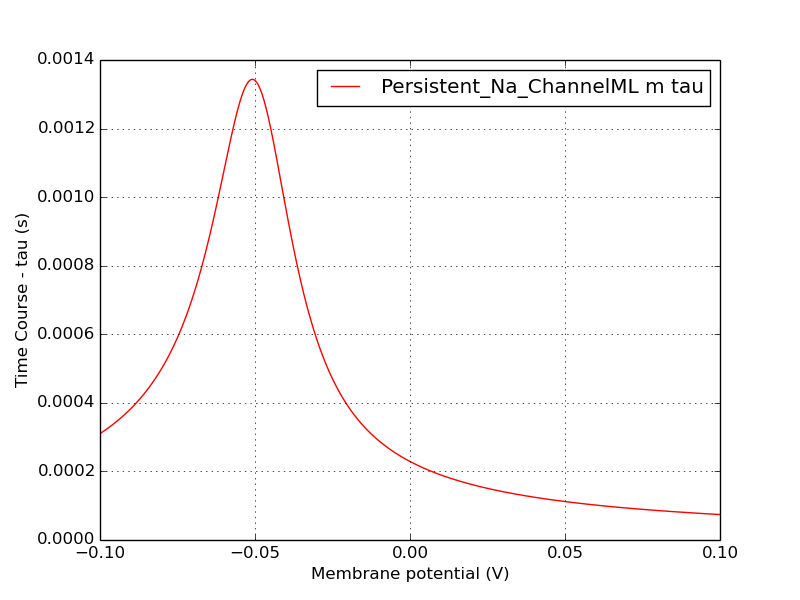 0.0014
0.0012
0.0010
0.0008
0.0006
0.0004
0.0002
0.0000
Time Course - tau (s)
Persistent_Na_ChannelML m tau
−0.10 −0.05 0.00 0.05 0.10
Membrane potential (V)